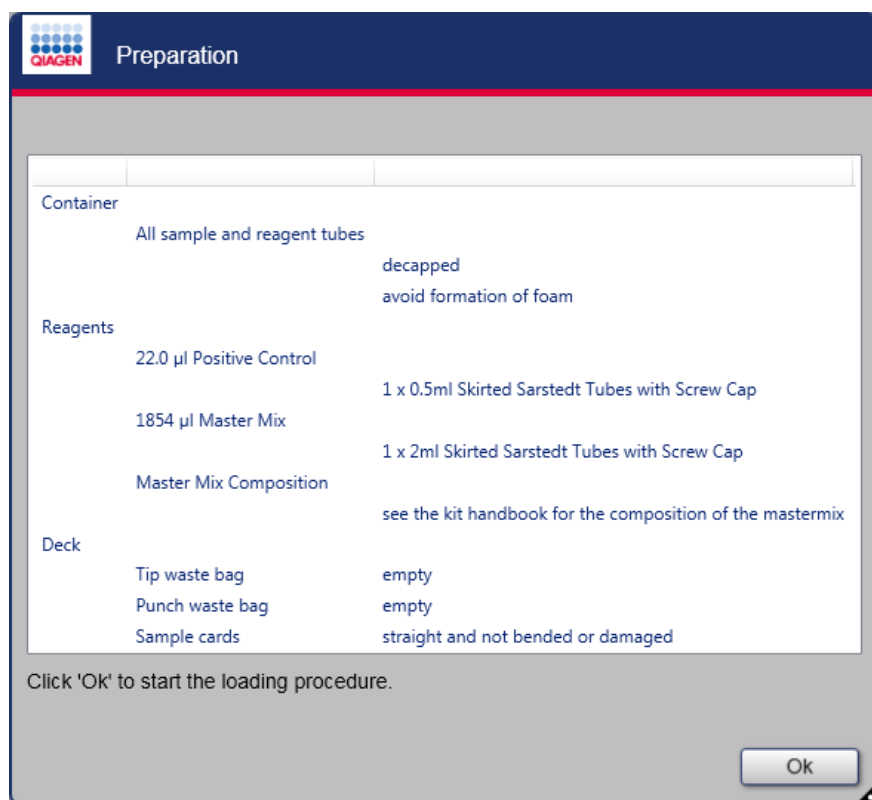 QIAGEN
Preparation
Container
All sample and reagent tubes
decapped
avoid formation of foam
Reagents
22.0 µl Positive Control
1 x 0.5ml Skirted Sarstedt Tubes with Screw Cap
1854 µl Master Mix
1 x 2ml Skirted Sarstedt Tubes with Screw Cap
Master Mix Composition
see the kit handbook for the composition of the mastermix
Deck
Tip waste bag empty
Punch waste bag empty
Sample cards straight and not bended or damaged
Click 'Ok' to start the loading procedure.
Ok